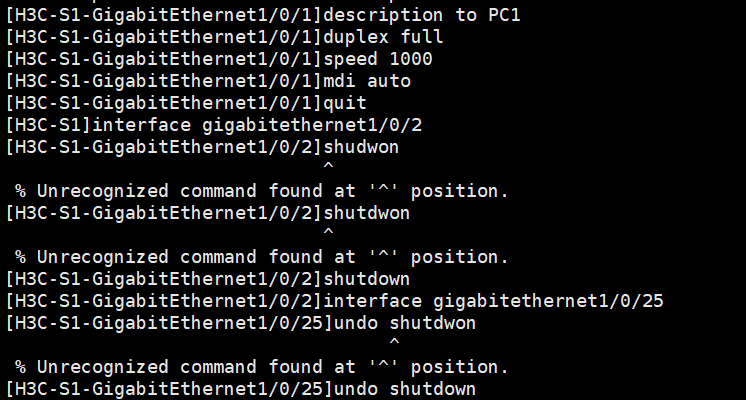 [H3C-S1-GigabitEthernet1/0/1]description to PC1
[H3C-S1-GigabitEthernet1/0/1]duplex full
[H3C-S1-GigabitEthernet1/0/1]speed 1000
[H3C-S1-GigabitEthernet1/0/1]mdi auto
[H3C-S1-GigabitEthernet1/0/1]quit
[H3C-S1]interface gigabitethernet1/0/2
[H3C-S1-GigabitEthernet1/0/2]shudwon
                             ^
 % Unrecognized command found at '^' position.
[H3C-S1-GigabitEthernet1/0/2]shutdwon
                             ^
 % Unrecognized command found at '^' position.
[H3C-S1-GigabitEthernet1/0/2]shutdown
[H3C-S1-GigabitEthernet1/0/2]interface gigabitethernet1/0/25
[H3C-S1-GigabitEthernet1/0/25]undo shutdwon
                                   ^
 % Unrecognized command found at '^' position.
[H3C-S1-GigabitEthernet1/0/25]undo shutdown